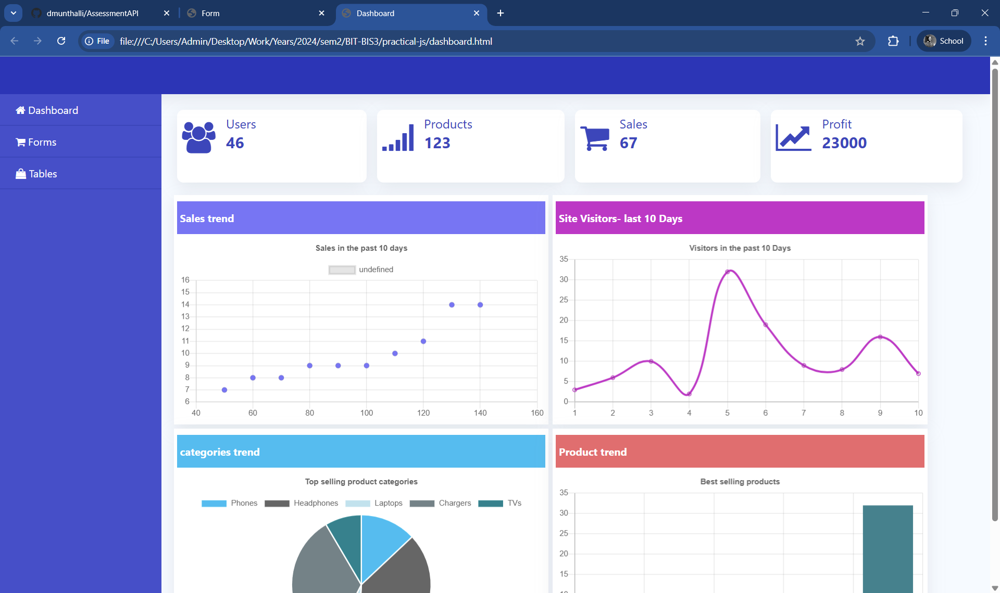 dmunthalli/AssessmentAPI
Form
Dashboard
File
file:///C:/Users/Admin/Desktop/Work/Years/2024/sem2/BIT-BIS3/practical-js/dashboard.html
School
Dashboard
Forms
Tables
Users
46
Products
123
Sales
67
Profit
23000
Sales trend
Sales in the past 10 days
undefined
16
15
14
13
12
11
10
9
8
7
6
40 60 80 100 120 140 160
Site Visitors- last 10 Days
Visitors in the past 10 Days
35
30
25
20
15
10
5
0
1 2 3 4 5 6 7 8 9 10
categories trend
Top selling product categories
Phones Headphones Laptops Chargers TVs
Product trend
Best selling products
35
30
25
20
15
10